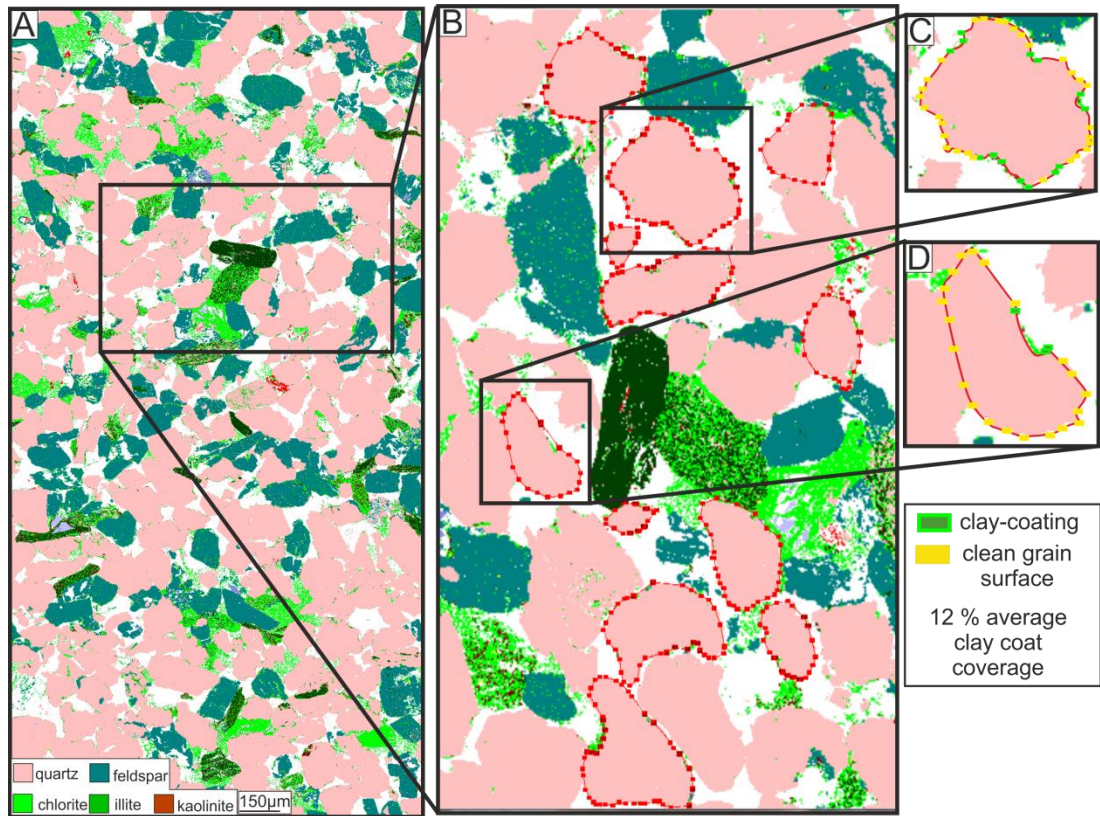 A
B
C
D
quartz feldspar
chlorite illite kaolinite 150µm
clay-coating
clean grain
surface
12 % average
clay coat
coverage